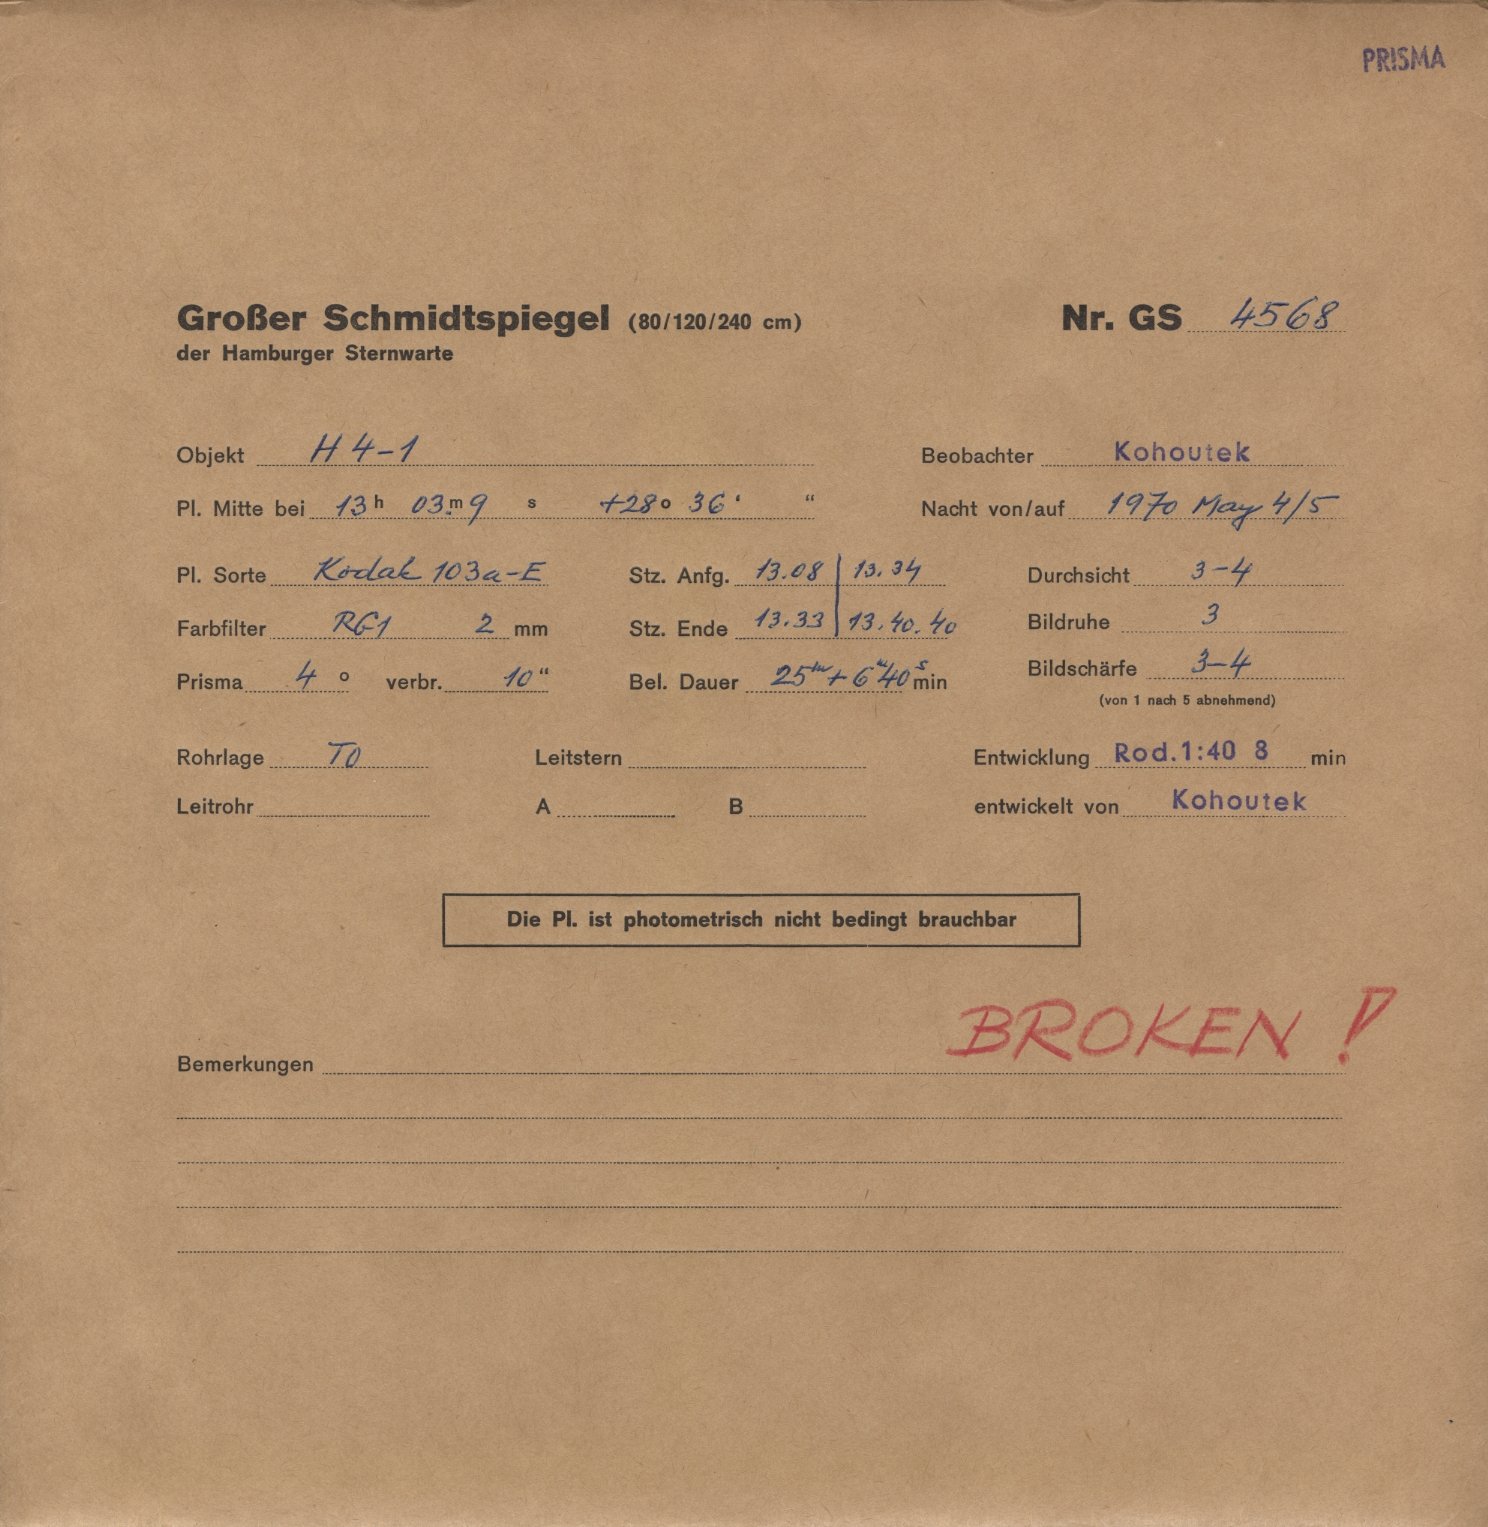 PRISMA
Großer Schmidtspiegel (80/120/240 cm) Nr. GS 4568
der Hamburger Sternwarte
Objekt H 4-1 Beobachter Kohoutek
Pl. Mitte bei 13 h 03. m 9 s +28 o 36 ' " Nacht von/auf 1970 May 4/5
Pl. Sorte Kodak 103a-E Stz. Anfg. 13.08 | 13.34 Durchsicht 3-4
Farbfilter RG1 2 mm Stz. Ende 13.33 | 13.40.40 Bildruhe 3
Prisma 4 o verbr. 10 " Bel. Dauer 25m + 6m40s min Bildschärfe 3-4
(von 1 nach 5 abnehmend)
Rohrlage TO Leitstern Entwicklung Rod.1:40 8 min
Leitrohr A B entwickelt von Kohoutek
Die Pl. ist photometrisch nicht bedingt brauchbar
BROKEN !
Bemerkungen